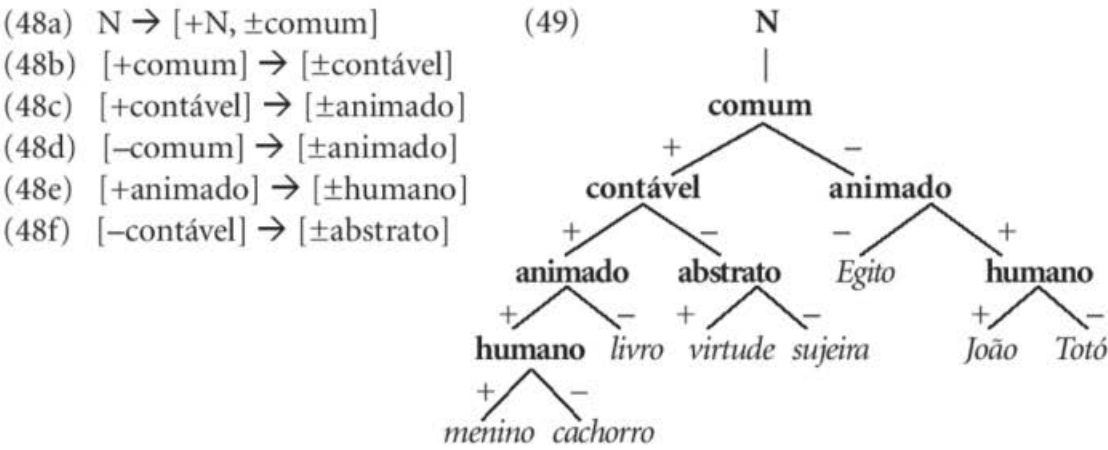 (48a) N → [+N, ±comum]
(48b) [+comum] → [±contável]
(48c) [+contável] → [±animado]
(48d) [–comum] → [±animado]
(48e) [+animado] → [±humano]
(48f) [–contável] → [±abstrato]
(49) N
comum
+ –
contável animado
+ – – +
animado abstrato Egito humano
+ – + – + –
humano livro virtude sujeira João Totó
+ –
menino cachorro